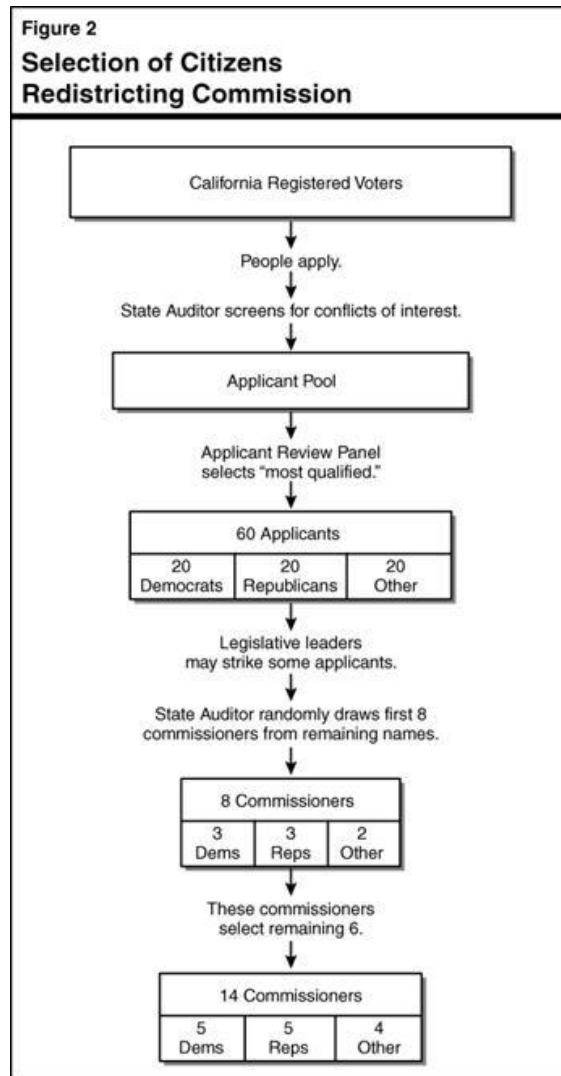 Figure 2
Selection of Citizens
Redistricting Commission
California Registered Voters
People apply.
State Auditor screens for conflicts of interest.
Applicant Pool
Applicant Review Panel
selects “most qualified.”
60 Applicants
20 20 20
Democrats Republicans Other
Legislative leaders
may strike some applicants.
State Auditor randomly draws first 8
commissioners from remaining names.
8 Commissioners
3 3 2
Dems Reps Other
These commissioners
select remaining 6.
14 Commissioners
5 5 4
Dems Reps Other